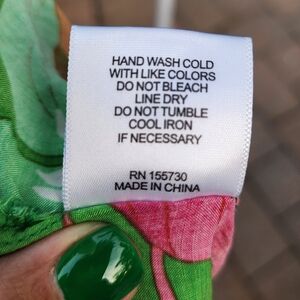 HAND WASH COLD
WITH LIKE COLORS
DO NOT BLEACH
LINE DRY
DO NOT TUMBLE
COOL IRON
IF NECESSARY
RN 155730
MADE IN CHINA